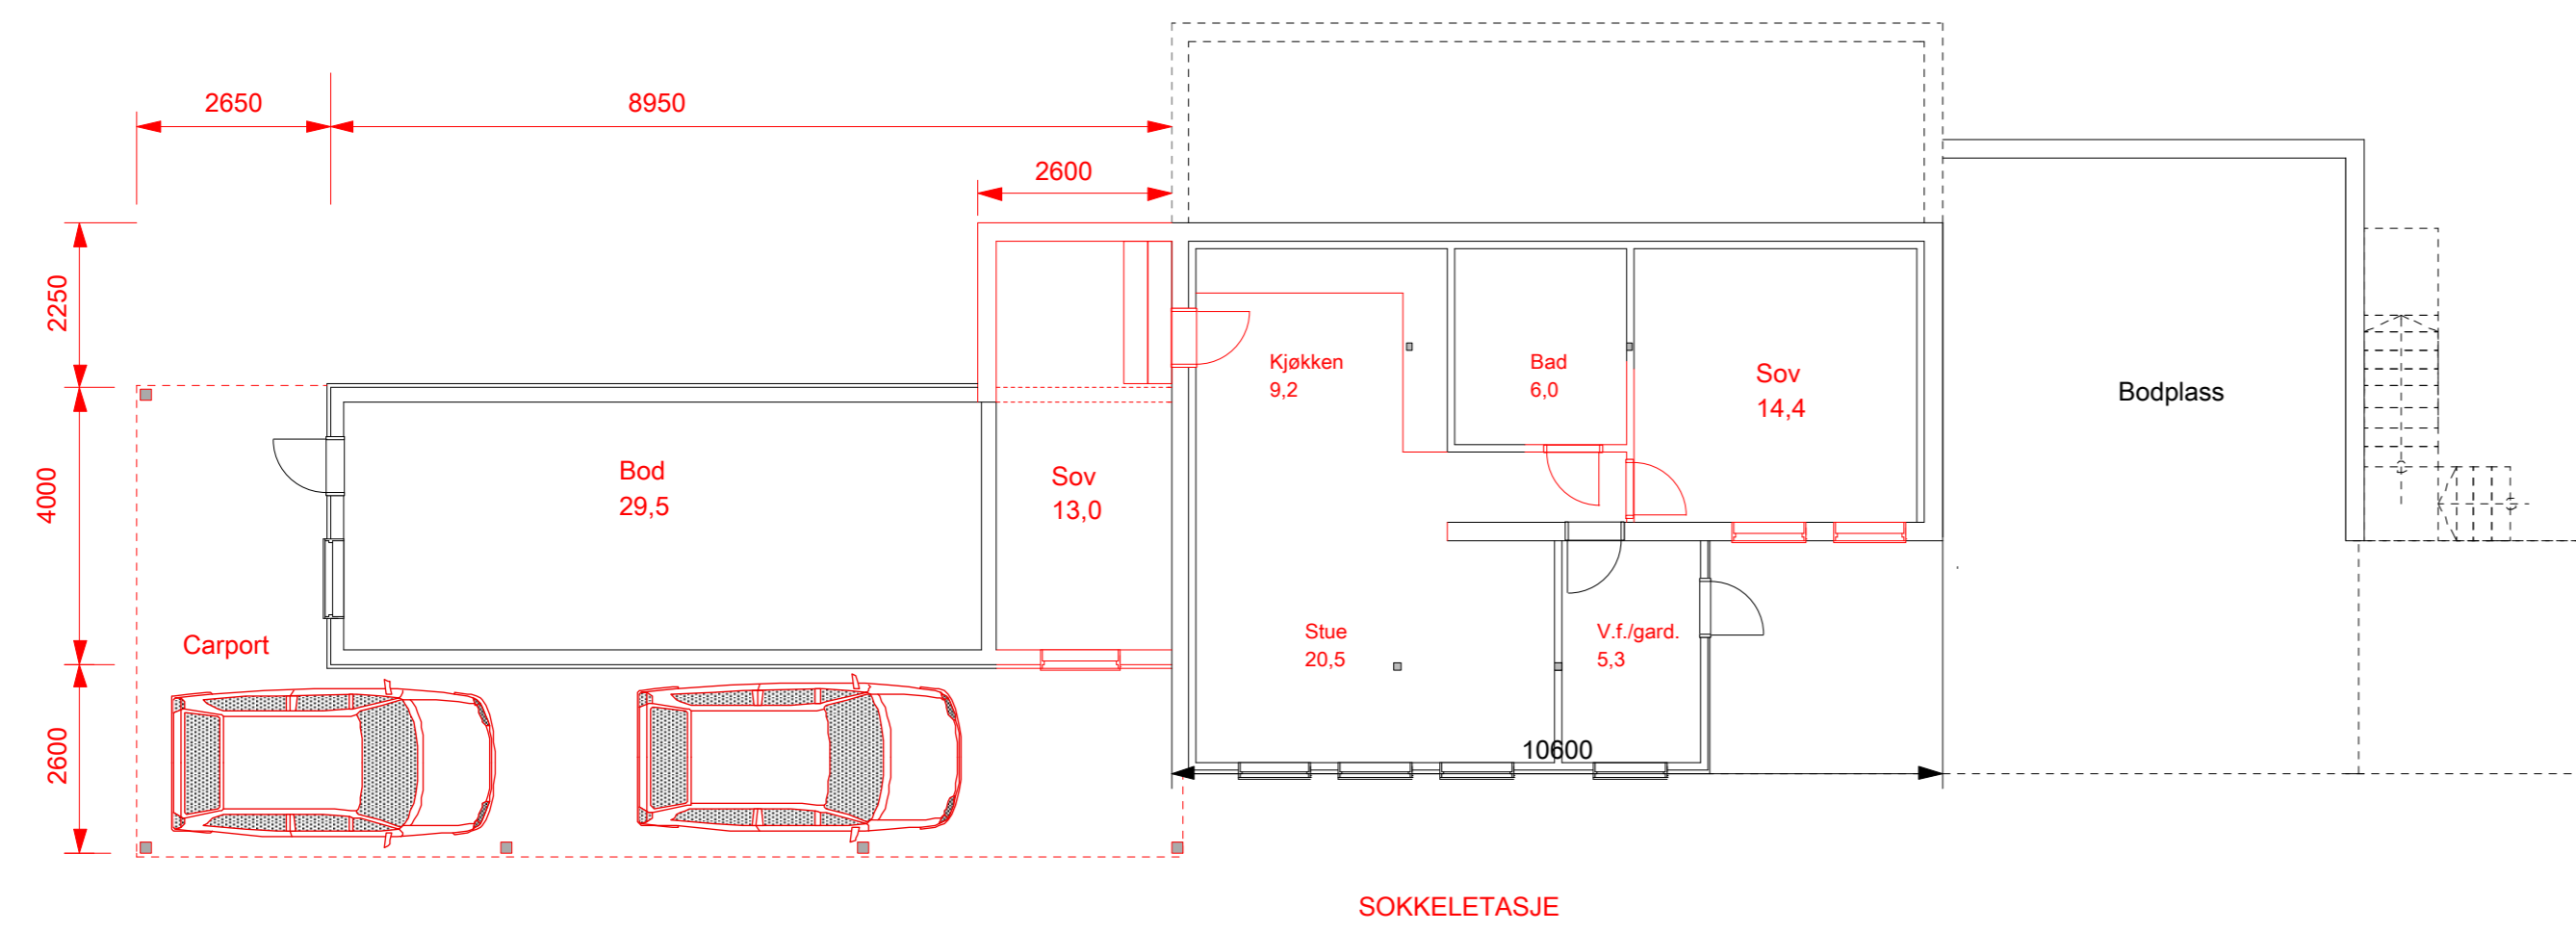 2650
8950
2600
2250
4000
2600
Kjøkken
9,2
Bad
6,0
Sov
14,4
Bodplass
Bod
29,5
Sov
13,0
Carport
Stue
20,5
V.f./gard.
5,3
10600
SOKKELETASJE